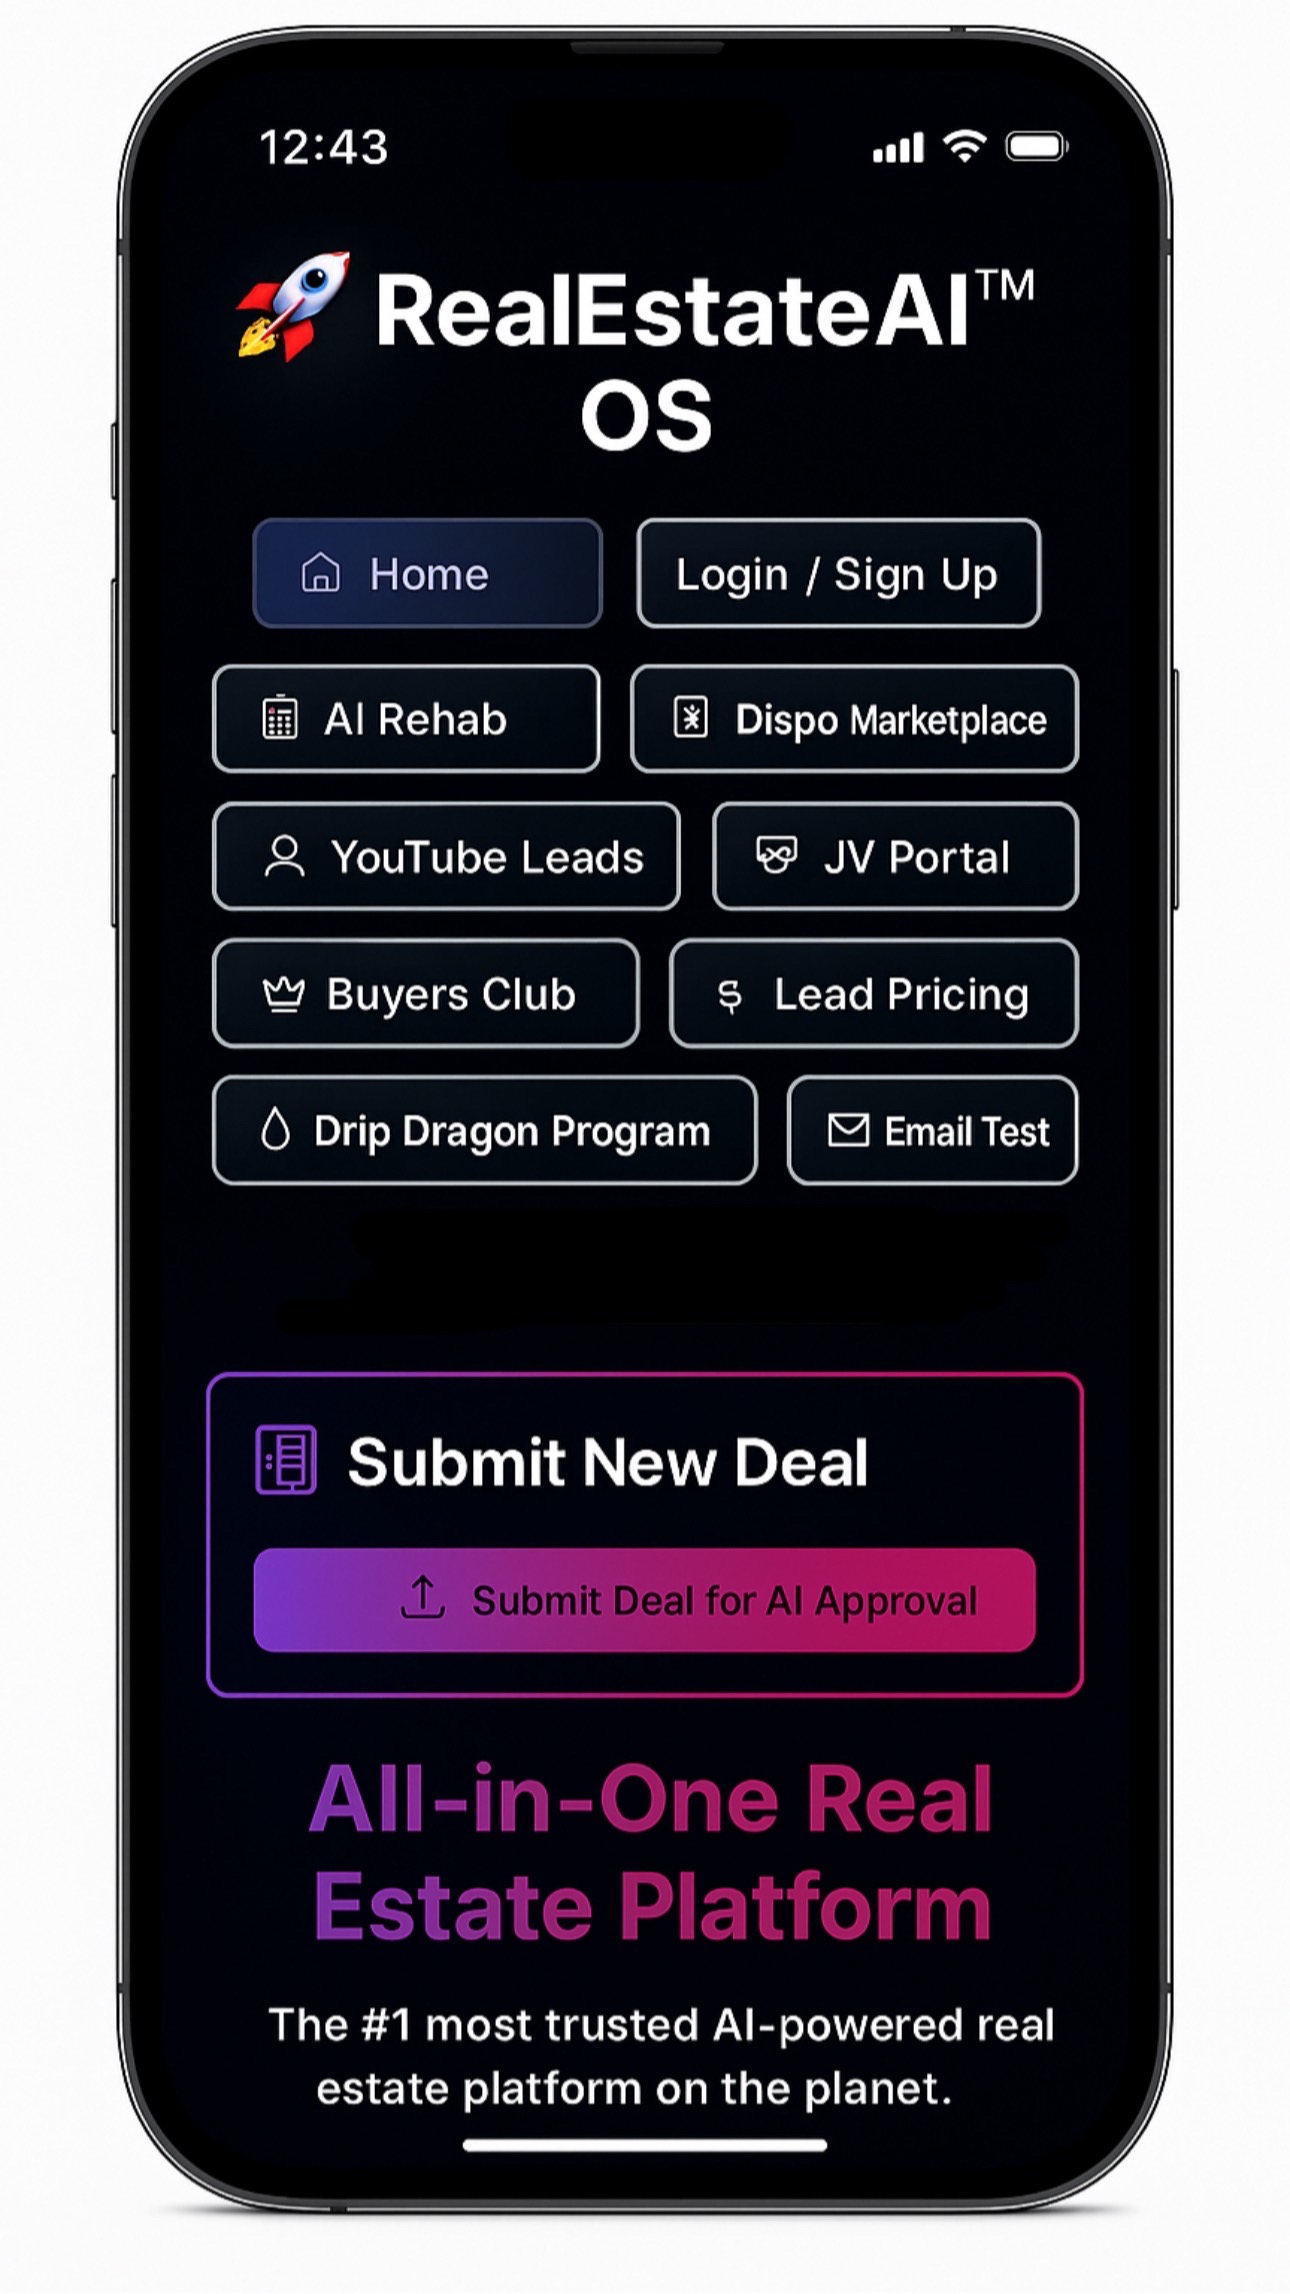 12:43
RealEstateAI™
OS
Home
Login / Sign Up
AI Rehab
Dispo Marketplace
YouTube Leads
JV Portal
Buyers Club
Lead Pricing
Drip Dragon Program
Email Test
Submit New Deal
Submit Deal for AI Approval
All-in-One Real
Estate Platform
The #1 most trusted AI-powered real
estate platform on the planet.